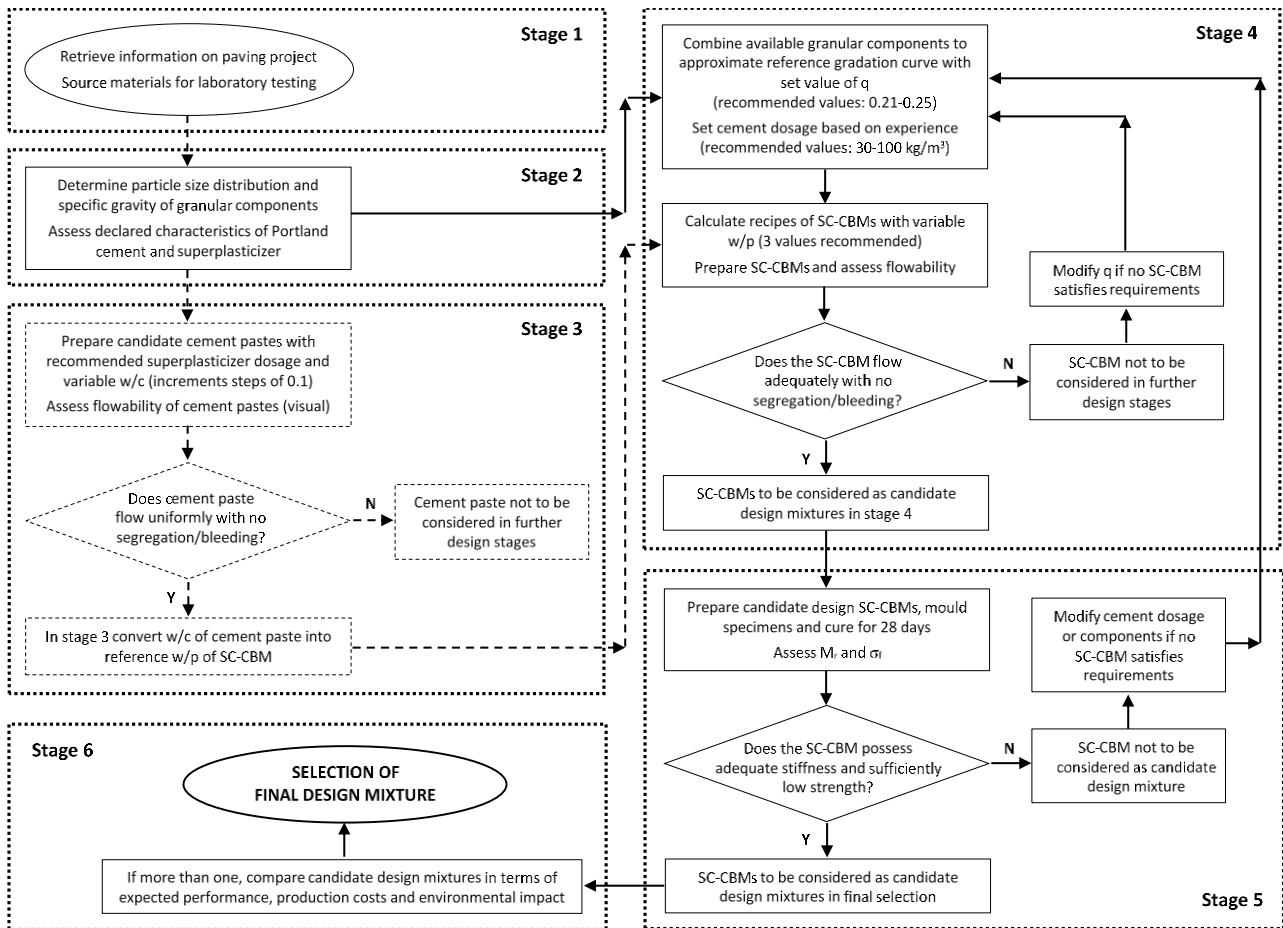 Stage 1
Retrieve information on paving project
Source materials for laboratory testing
Stage 2
Determine particle size distribution and
specific gravity of granular components
Assess declared characteristics of Portland
cement and superplasticizer
Stage 3
Prepare candidate cement pastes with
recommended superplasticizer dosage and
variable w/c (increments steps of 0.1)
Assess flowability of cement pastes (visual)
Does cement paste
flow uniformly with no
segregation/bleeding?
N
Cement paste not to be
considered in further
design stages
Y
In stage 3 convert w/c of cement paste into
reference w/p of SC-CBM
Stage 4
Combine available granular components to
approximate reference gradation curve with
set value of q
(recommended values: 0.21-0.25)
Set cement dosage based on experience
(recommended values: 30-100 kg/m³)
Calculate recipes of SC-CBMs with variable
w/p (3 values recommended)
Prepare SC-CBMs and assess flowability
Modify q if no SC-CBM
satisfies requirements
Does the SC-CBM flow
adequately with no
segregation/bleeding?
N
SC-CBM not to be
considered in further
design stages
Y
SC-CBMs to be considered as candidate
design mixtures in stage 4
Prepare candidate design SC-CBMs, mould
specimens and cure for 28 days
Assess Mᵣ and σf
Modify cement dosage
or components if no
SC-CBM satisfies
requirements
Does the SC-CBM possess
adequate stiffness and sufficiently
low strength?
N
SC-CBM not to be
considered as candidate
design mixture
Y
SC-CBMs to be considered as candidate
design mixtures in final selection
Stage 5
Stage 6
SELECTION OF
FINAL DESIGN MIXTURE
If more than one, compare candidate design mixtures in terms of
expected performance, production costs and environmental impact